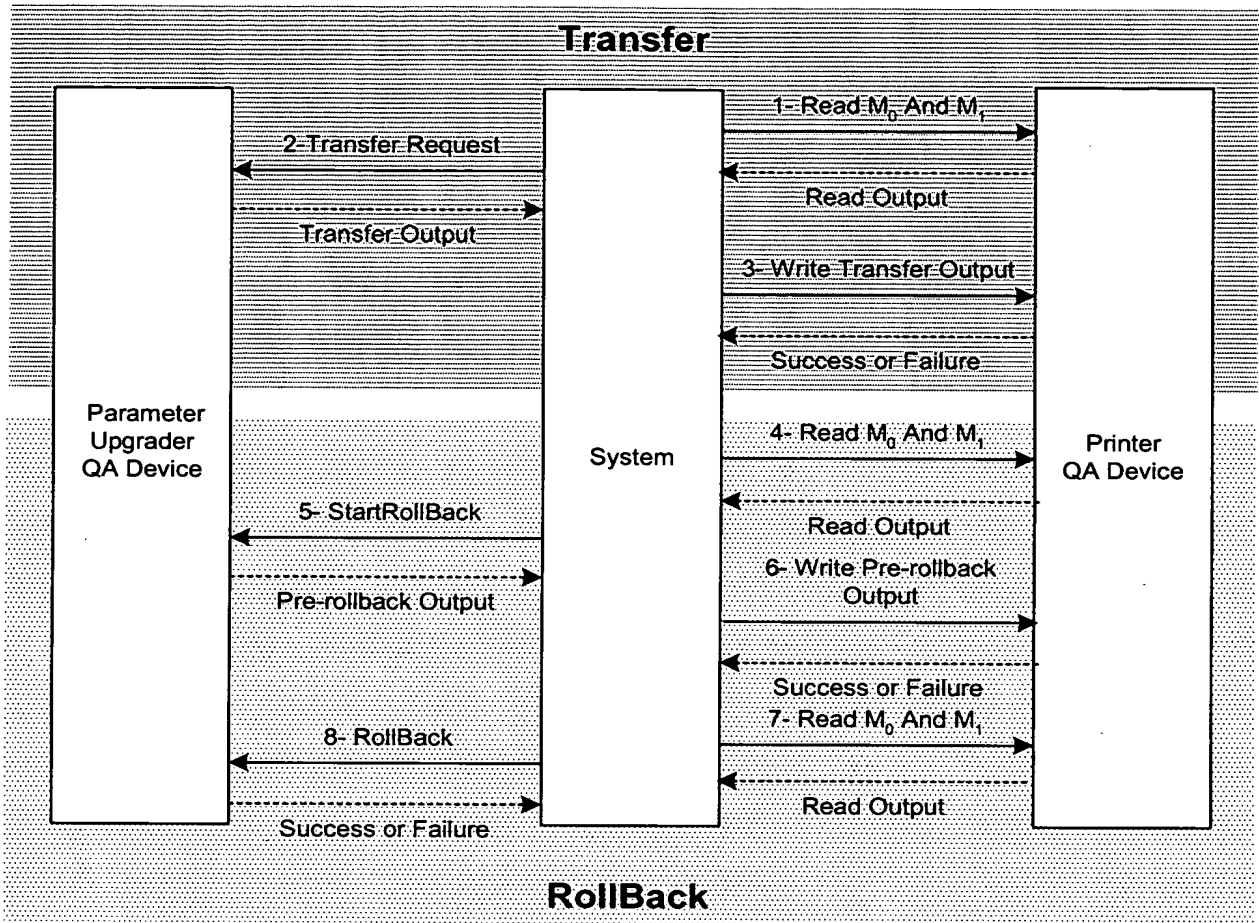 Transfer
1- Read M₀ And M₁
2-Transfer Request
Read Output
Transfer Output
3- Write Transfer Output
Success or Failure
Parameter
Upgrader
QA Device
System
Printer
QA Device
4- Read M₀ And M₁
5- StartRollBack
Read Output
6- Write Pre-rollback
Output
Pre-rollback Output
Success or Failure
7- Read M₀ And M₁
8- RollBack
Read Output
Success or Failure
RollBack